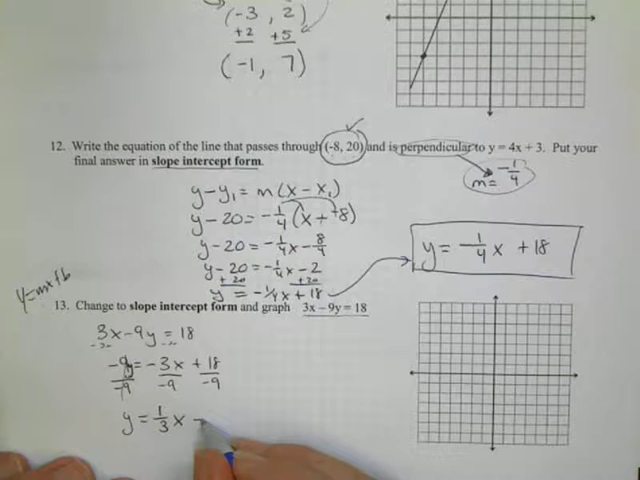 (-3, 2)
+2 +5
(-1, 7)
12. Write the equation of the line that passes through (-8, 20) and is perpendicular to y = 4x + 3. Put your
final answer in slope intercept form.
m = -1/4
y - y₁ = m(x - x₁)
y - 20 = -1/4 (x + 8)
y - 20 = -1/4 x - 8/4
y - 20 = -1/4 x - 2
+20 +20
y = -1/4 x + 18
y = -1/4 x + 18
y=mx+b
13. Change to slope intercept form and graph 3x - 9y = 18
3x - 9y = 18
-3x -3x
-9y = -3x + 18
-9 -9 -9
y = 1/3 x -